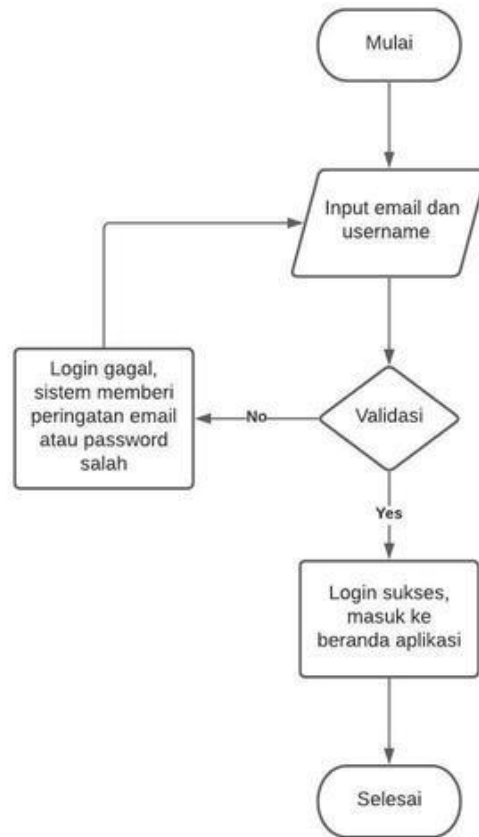 Mulai
Input email dan
username
Login gagal,
sistem memberi
peringatan email
atau password
salah
No
Validasi
Yes
Login sukses,
masuk ke
beranda aplikasi
Selesai